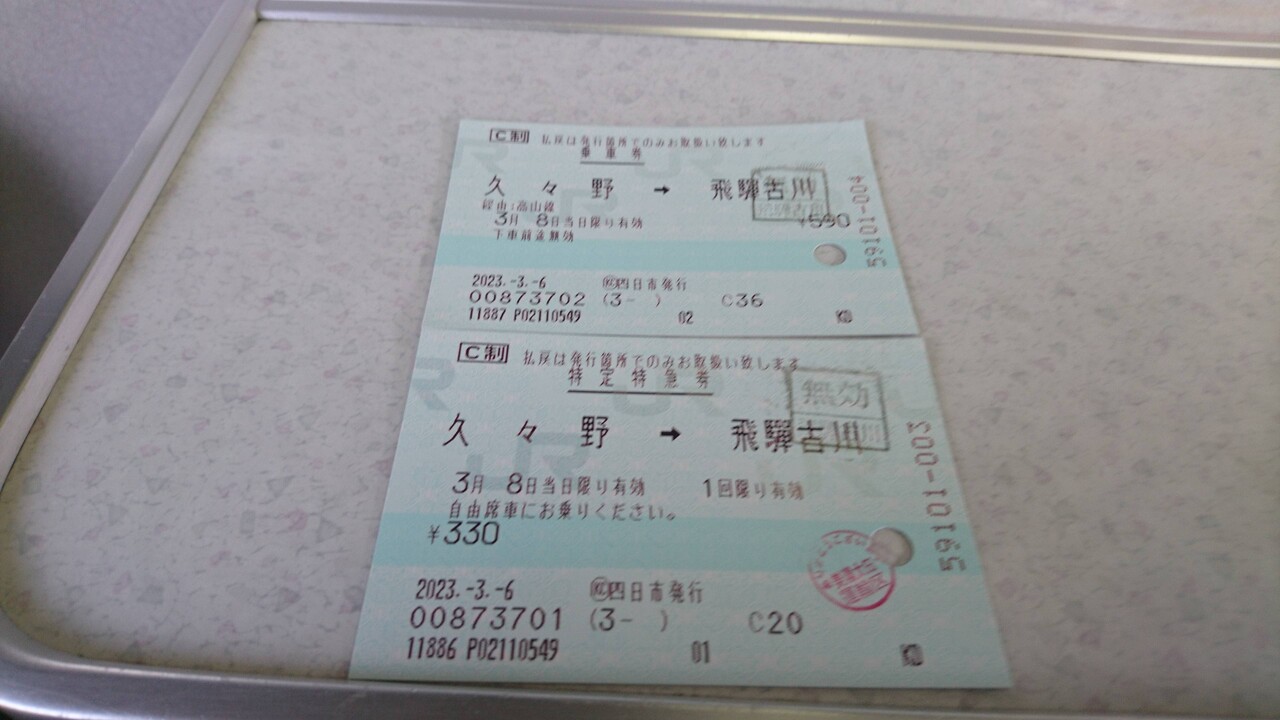 C制 払戻は発行箇所でのみお取扱い致します
乗車券
久々野 → 飛騨古川
経由:高山線
3月 8日当日限り有効 ¥590
下車前途無効
59101-004
2023.-3.-6 四日市発行
00873702 (3- ) C36
11887 P02110549 02
C制 払戻は発行箇所でのみお取扱い致します
特定特急券
無効
久々野 → 飛騨古川
3月 8日当日限り有効 1回限り有効
自由席車にお乗りください。
¥330
59101-003
2023.-3.-6 四日市発行
00873701 (3- ) C20
11886 P02110549 01